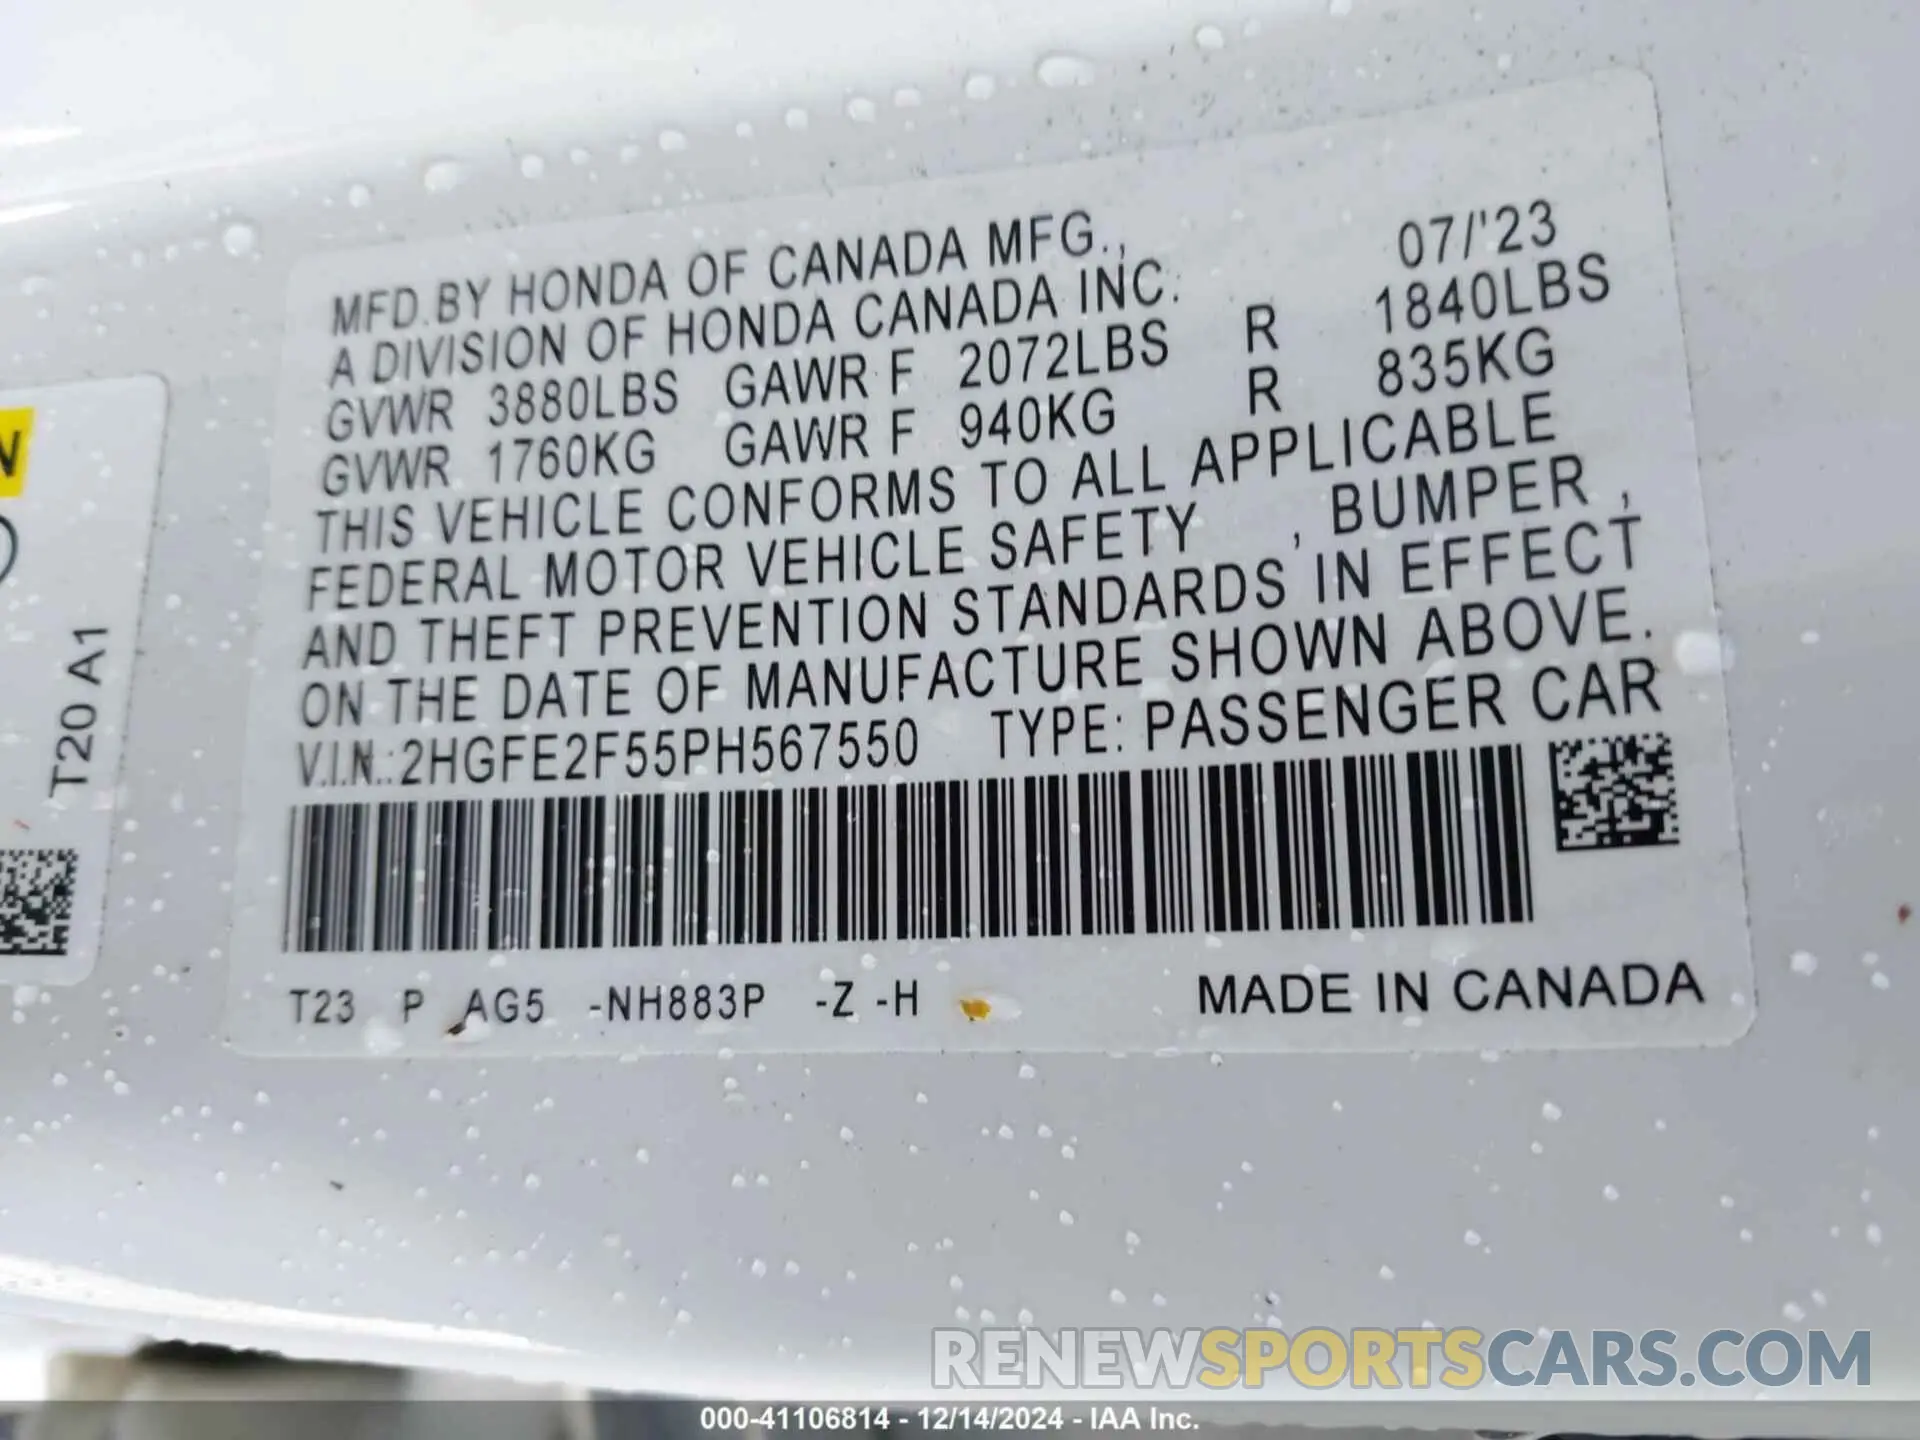 MFD.BY HONDA OF CANADA MFG., 07/'23
A DIVISION OF HONDA CANADA INC.
GVWR 3880LBS GAWR F 2072LBS R 1840LBS
GVWR 1760KG GAWR F 940KG R 835KG
THIS VEHICLE CONFORMS TO ALL APPLICABLE
FEDERAL MOTOR VEHICLE SAFETY , BUMPER ,
AND THEFT PREVENTION STANDARDS IN EFFECT
ON THE DATE OF MANUFACTURE SHOWN ABOVE.
V.I.N.:2HGFE2F55PH567550 TYPE: PASSENGER CAR
T23 P AG5 -NH883P -Z -H MADE IN CANADA
T20 A1
RENEWSPORTSCARS.COM
000-41106814 - 12/14/2024 - IAA Inc.